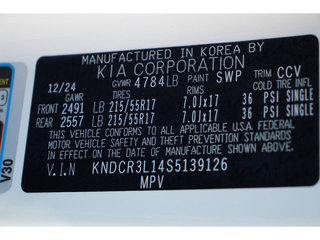 MANUFACTURED IN KOREA BY
KIA CORPORATION
12/24 GVWR 4784LB PAINT SWP TRIM CCV
GAWR TIRES RIMS COLD TIRE INFL
FRONT 2491 LB 215/55R17 7.0Jx17 36 PSI SINGLE
REAR 2557 LB 215/55R17 7.0Jx17 36 PSI SINGLE
THIS VEHICLE CONFORMS TO ALL APPLICABLE U.S.A. FEDERAL
MOTOR VEHICLE SAFETY AND THEFT PREVENTION STANDARDS
IN EFFECT ON THE DATE OF MANUFACTURE SHOWN ABOVE.
V.I.N KNDCR3L14S5139126
MPV
V30